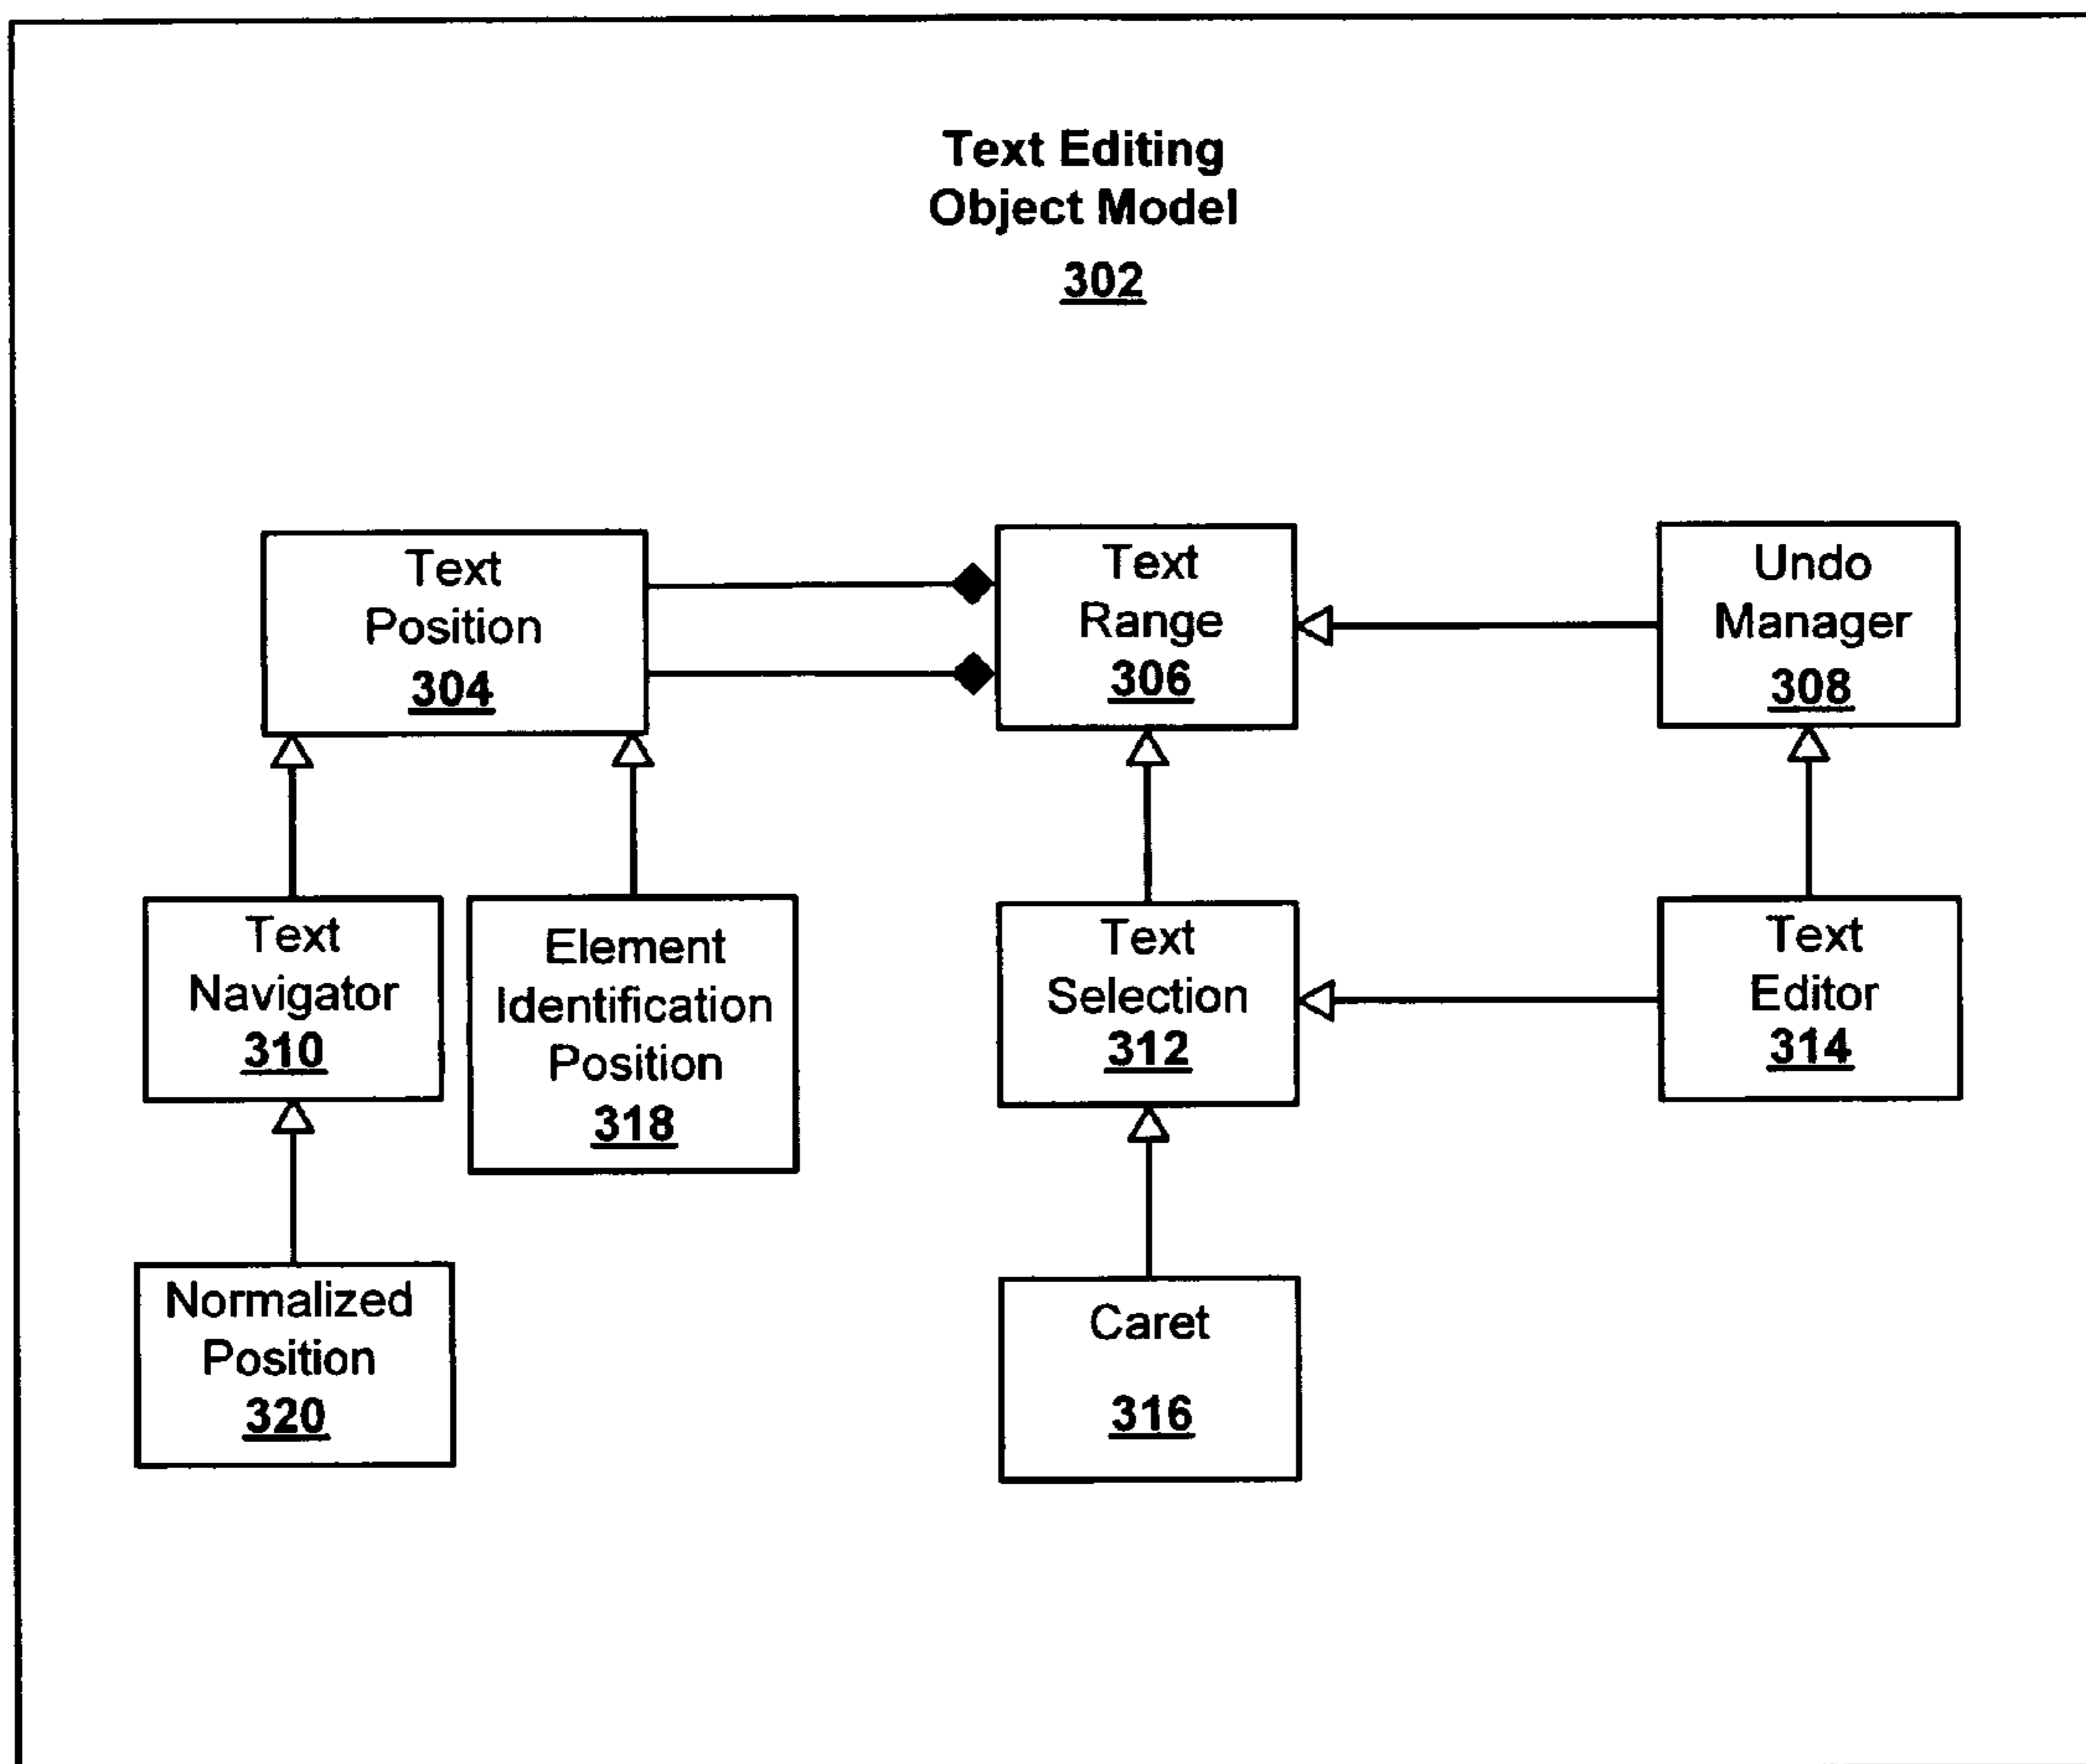 Text Editing
Object Model
302
Text
Position
304
Text
Range
306
Undo
Manager
308
Text
Navigator
310
Element
Identification
Position
318
Text
Selection
312
Text
Editor
314
Normalized
Position
320
Caret
316